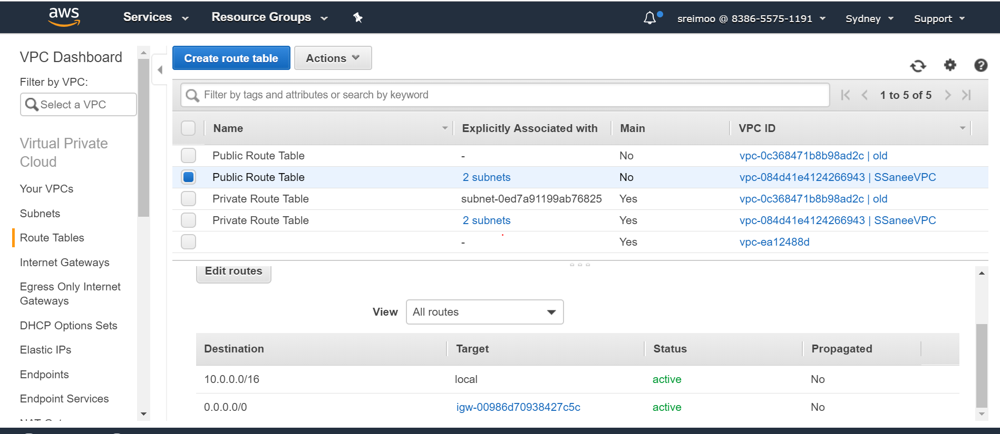 aws Services Resource Groups sreimoo @ 8386-5575-1191 Sydney Support
VPC Dashboard
Filter by VPC:
Select a VPC
Virtual Private
Cloud
Your VPCs
Subnets
Route Tables
Internet Gateways
Egress Only Internet
Gateways
DHCP Options Sets
Elastic IPs
Endpoints
Endpoint Services
Create route table Actions
Filter by tags and attributes or search by keyword 1 to 5 of 5
Name Explicitly Associated with Main VPC ID
Public Route Table - No vpc-0c368471b8b98ad2c | old
Public Route Table 2 subnets No vpc-084d41e4124266943 | SSaneeVPC
Private Route Table subnet-0ed7a91199ab76825 Yes vpc-0c368471b8b98ad2c | old
Private Route Table 2 subnets Yes vpc-084d41e4124266943 | SSaneeVPC
- Yes vpc-ea12488d
Edit routes
View All routes
Destination Target Status Propagated
10.0.0.0/16 local active No
0.0.0.0/0 igw-00986d70938427c5c active No